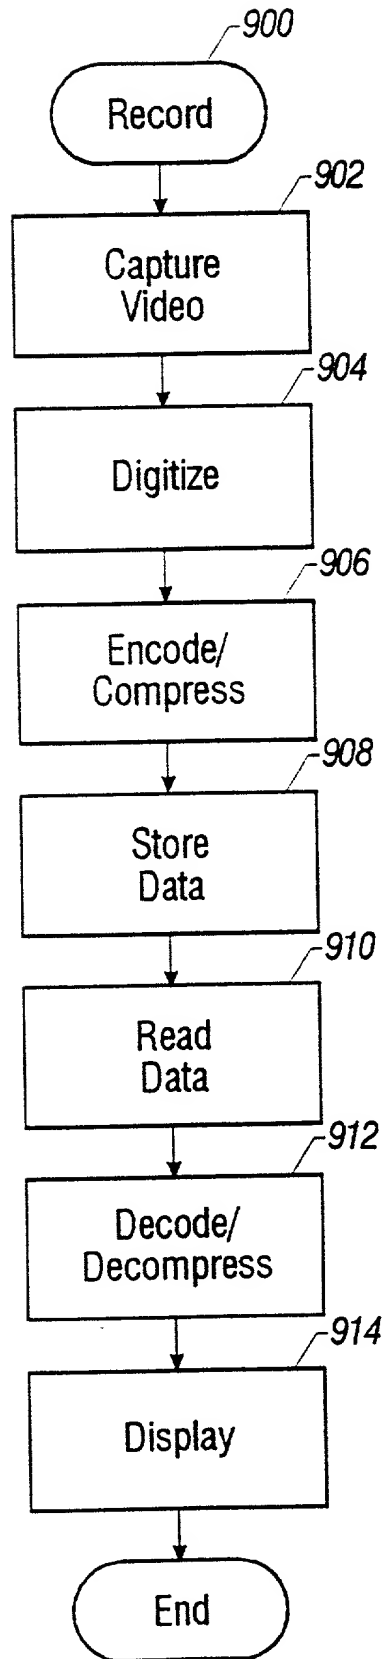 900
Record
902
Capture
Video
904
Digitize
906
Encode/
Compress
908
Store
Data
910
Read
Data
912
Decode/
Decompress
914
Display
End